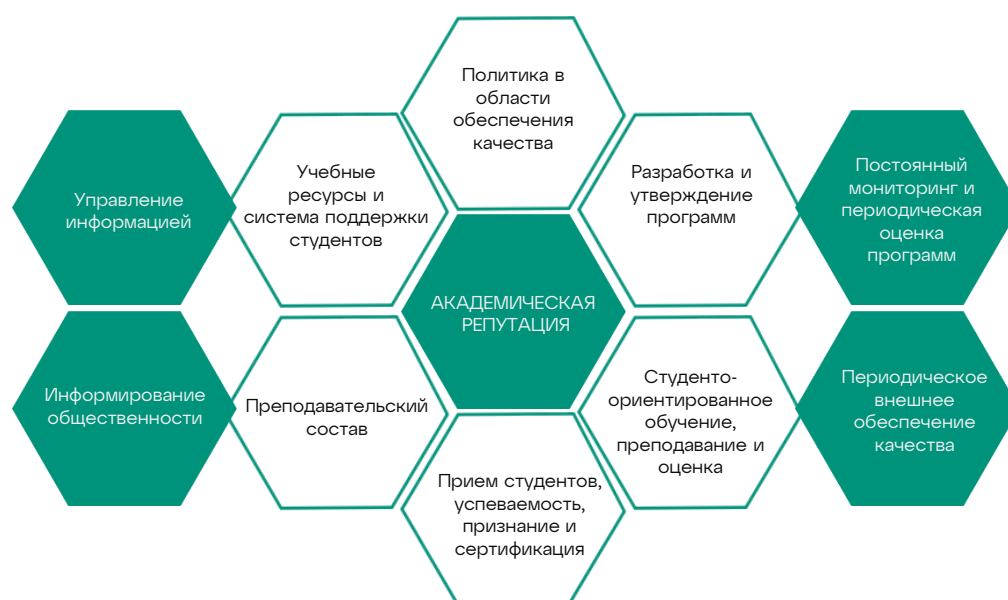 Политика в
области
обеспечения
качества
Управление
информацией
Учебные
ресурсы и
система поддержки
студентов
Разработка и
утверждение
программ
Постоянный
мониторинг и
периодическая
оценка
программ
АКАДЕМИЧЕСКАЯ
РЕПУТАЦИЯ
Информирование
общественности
Преподавательский
состав
Студенто-
ориентированное
обучение,
преподавание и
оценка
Периодическое
внешнее
обеспечение
качества
Прием студентов,
успеваемость,
признание и
сертификация